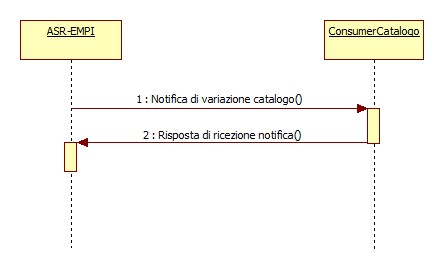 ASR-EMPI
ConsumerCatalogo
1 : Notifica di variazione catalogo()
2 : Risposta di ricezione notifica()